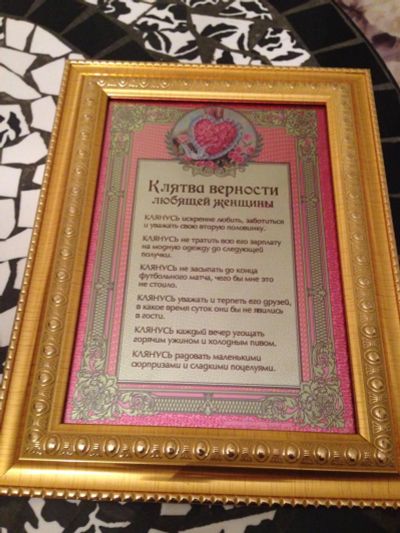 Клятва верности
любящей женщины
КЛЯНУСЬ искренне любить, заботиться
и уважать свою вторую половинку.
КЛЯНУСЬ не тратить всю его зарплату
на модную одежду до следующей
получки.
КЛЯНУСЬ не засыпать до конца
футбольного матча, чего бы мне это
не стоило.
КЛЯНУСЬ уважать и терпеть его друзей,
в какое время суток они бы не явились
в гости.
КЛЯНУСЬ каждый вечер угощать
горячим ужином и холодным пивом.
КЛЯНУСЬ радовать маленькими
сюрпризами и сладкими поцелуями.